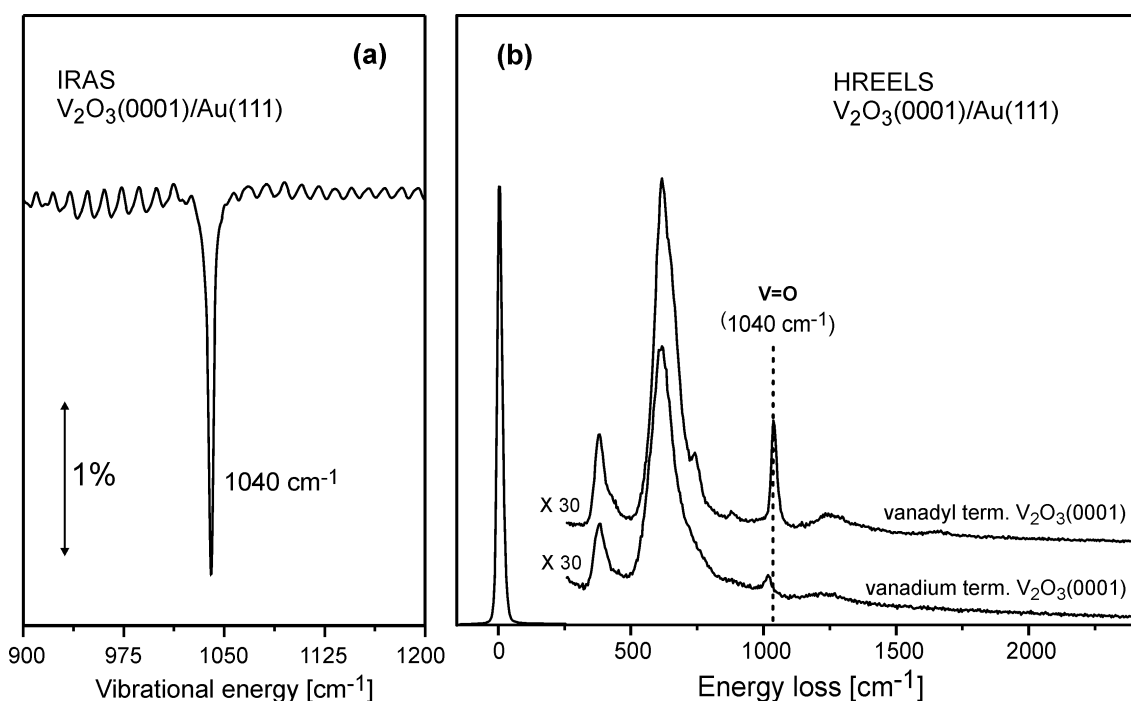 (a)
IRAS
V₂O₃(0001)/Au(111)
1%
1040 cm⁻¹
900 975 1050 1125 1200
Vibrational energy [cm⁻¹]
(b)
HREELS
V₂O₃(0001)/Au(111)
V=O
(1040 cm⁻¹)
X 30
vanadyl term. V₂O₃(0001)
X 30
vanadium term. V₂O₃(0001)
0 500 1000 1500 2000
Energy loss [cm⁻¹]